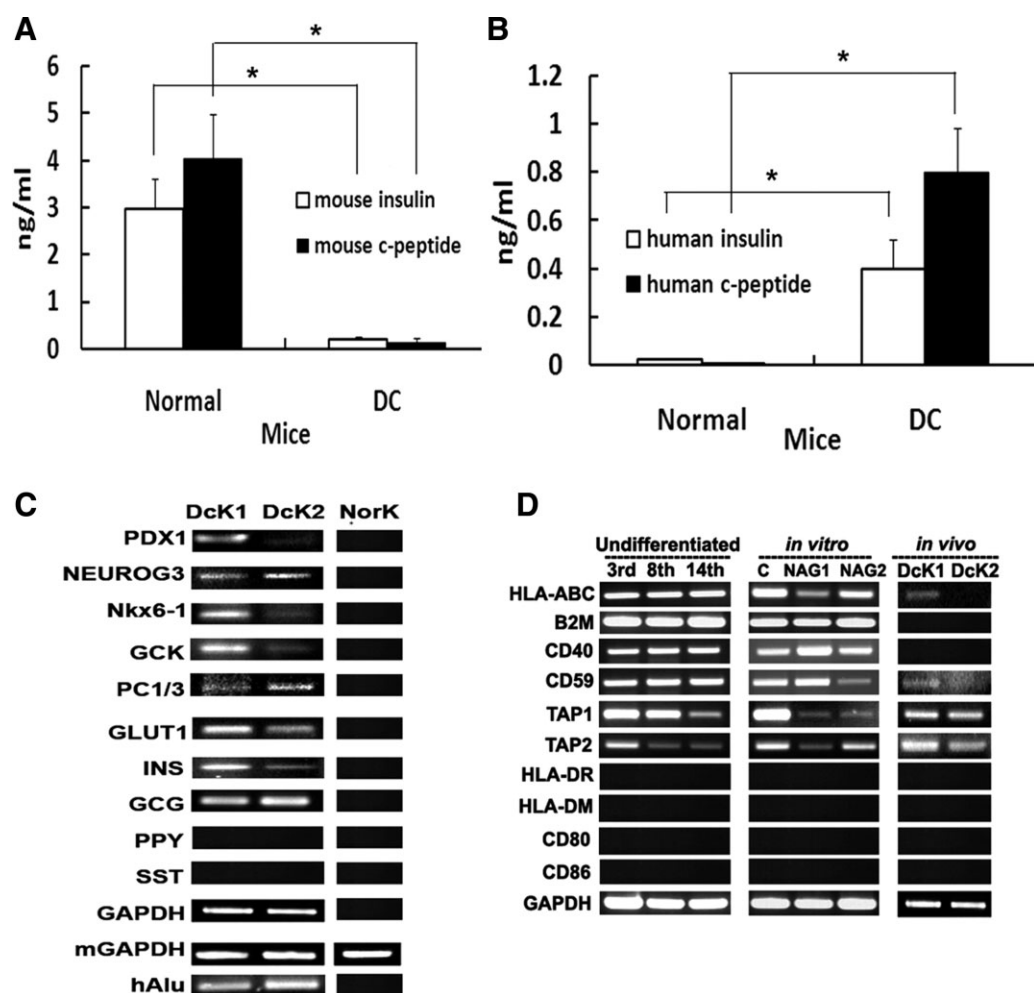 A
*
*
6
5
4
3
2
1
0
ng/ml
mouse insulin
mouse c-peptide
Normal
DC
Mice
B
*
*
1.2
1
0.8
0.6
0.4
0.2
0
ng/ml
human insulin
human c-peptide
Normal
DC
Mice
C
DcK1 DcK2 NorK
PDX1
NEUROG3
Nkx6-1
GCK
PC1/3
GLUT1
INS
GCG
PPY
SST
GAPDH
mGAPDH
hAlu
D
Undifferentiated in vitro in vivo
3rd 8th 14th C NAG1 NAG2 DcK1 DcK2
HLA-ABC
B2M
CD40
CD59
TAP1
TAP2
HLA-DR
HLA-DM
CD80
CD86
GAPDH